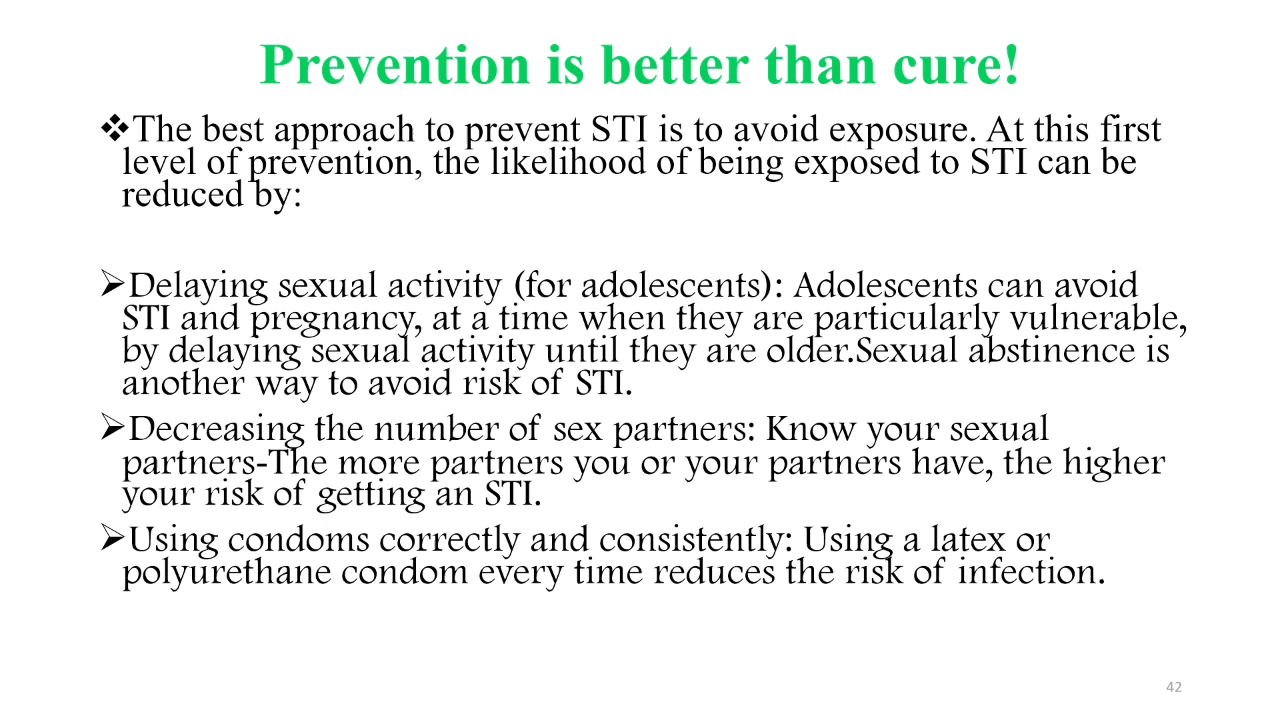 Prevention is better than cure!
❖The best approach to prevent STI is to avoid exposure. At this first
level of prevention, the likelihood of being exposed to STI can be
reduced by:
➢Delaying sexual activity (for adolescents): Adolescents can avoid
STI and pregnancy, at a time when they are particularly vulnerable,
by delaying sexual activity until they are older.Sexual abstinence is
another way to avoid risk of STI.
➢Decreasing the number of sex partners: Know your sexual
partners-The more partners you or your partners have, the higher
your risk of getting an STI.
➢Using condoms correctly and consistently: Using a latex or
polyurethane condom every time reduces the risk of infection.
42